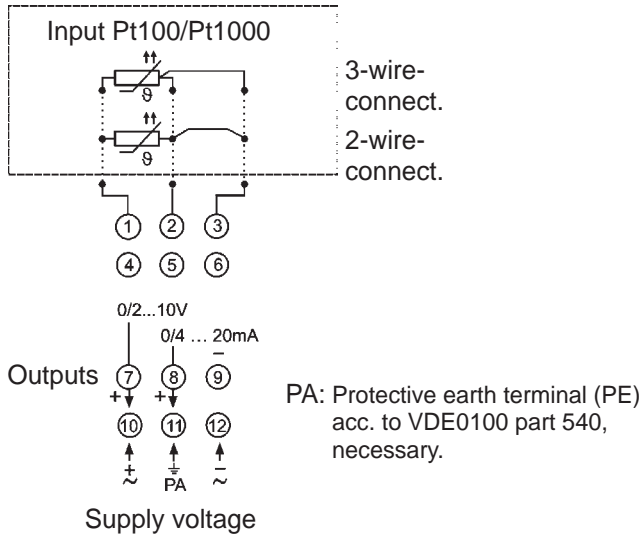 Input Pt100/Pt1000
ϑ
ϑ
3-wire-
connect.
2-wire-
connect.
1 2 3
4 5 6
0/2...10V
0/4 ... 20mA
Outputs 7 8 9 −
+ +
10 11 12
+ −
~ PA ~
Supply voltage
PA: Protective earth terminal (PE)
acc. to VDE0100 part 540,
necessary.